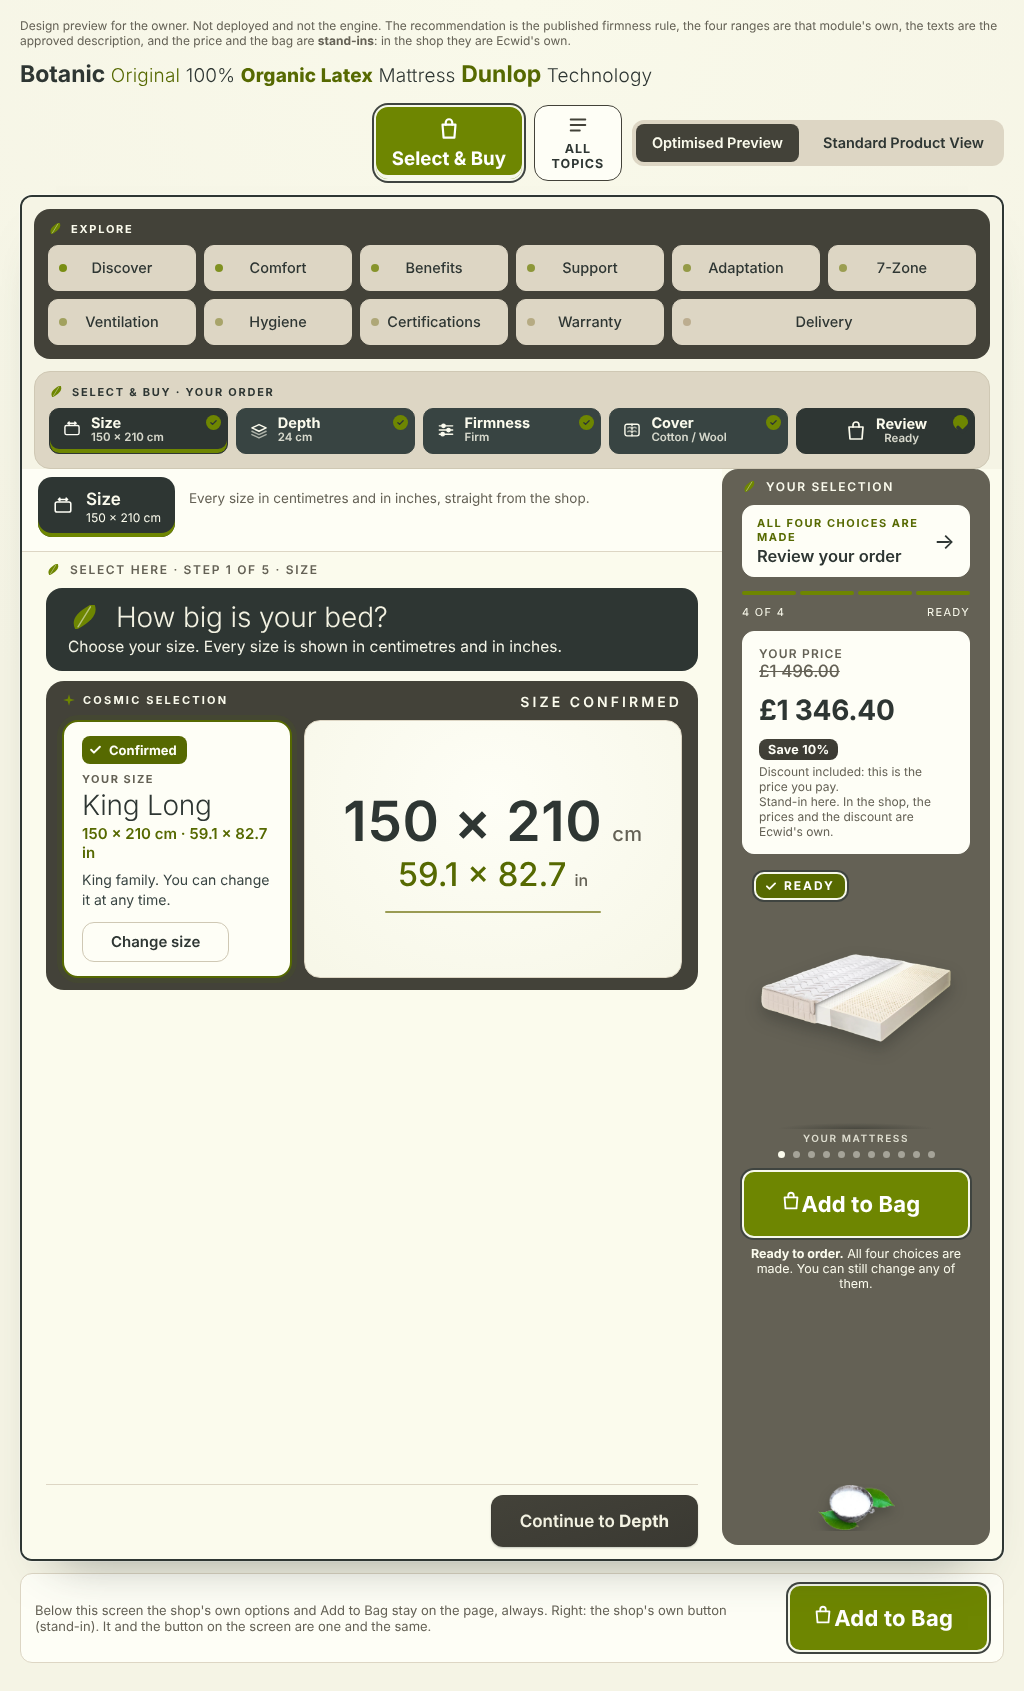 Design preview for the owner. Not deployed and not the engine. The recommendation is the published firmness rule, the four ranges are that module's own, the texts are the
approved description, and the price and the bag are stand-ins: in the shop they are Ecwid's own.
Botanic Original 100% Organic Latex Mattress Dunlop Technology
Select & Buy
ALL
TOPICS
Optimised Preview
Standard Product View
EXPLORE
Discover
Comfort
Benefits
Support
Adaptation
7-Zone
Ventilation
Hygiene
Certifications
Warranty
Delivery
SELECT & BUY · YOUR ORDER
Size
150 × 210 cm
Depth
24 cm
Firmness
Firm
Cover
Cotton / Wool
Review
Ready
Size
150 × 210 cm
Every size in centimetres and in inches, straight from the shop.
SELECT HERE · STEP 1 OF 5 · SIZE
How big is your bed?
Choose your size. Every size is shown in centimetres and in inches.
COSMIC SELECTION
SIZE CONFIRMED
Confirmed
YOUR SIZE
King Long
150 × 210 cm · 59.1 × 82.7
in
King family. You can change
it at any time.
Change size
150 × 210 cm
59.1 × 82.7 in
Continue to Depth
YOUR SELECTION
ALL FOUR CHOICES ARE
MADE
Review your order
4 OF 4
READY
YOUR PRICE
£1 496.00
£1 346.40
Save 10%
Discount included: this is the
price you pay.
Stand-in here. In the shop, the
prices and the discount are
Ecwid's own.
READY
YOUR MATTRESS
Add to Bag
Ready to order. All four choices are
made. You can still change any of
them.
Below this screen the shop's own options and Add to Bag stay on the page, always. Right: the shop's own button
(stand-in). It and the button on the screen are one and the same.
Add to Bag